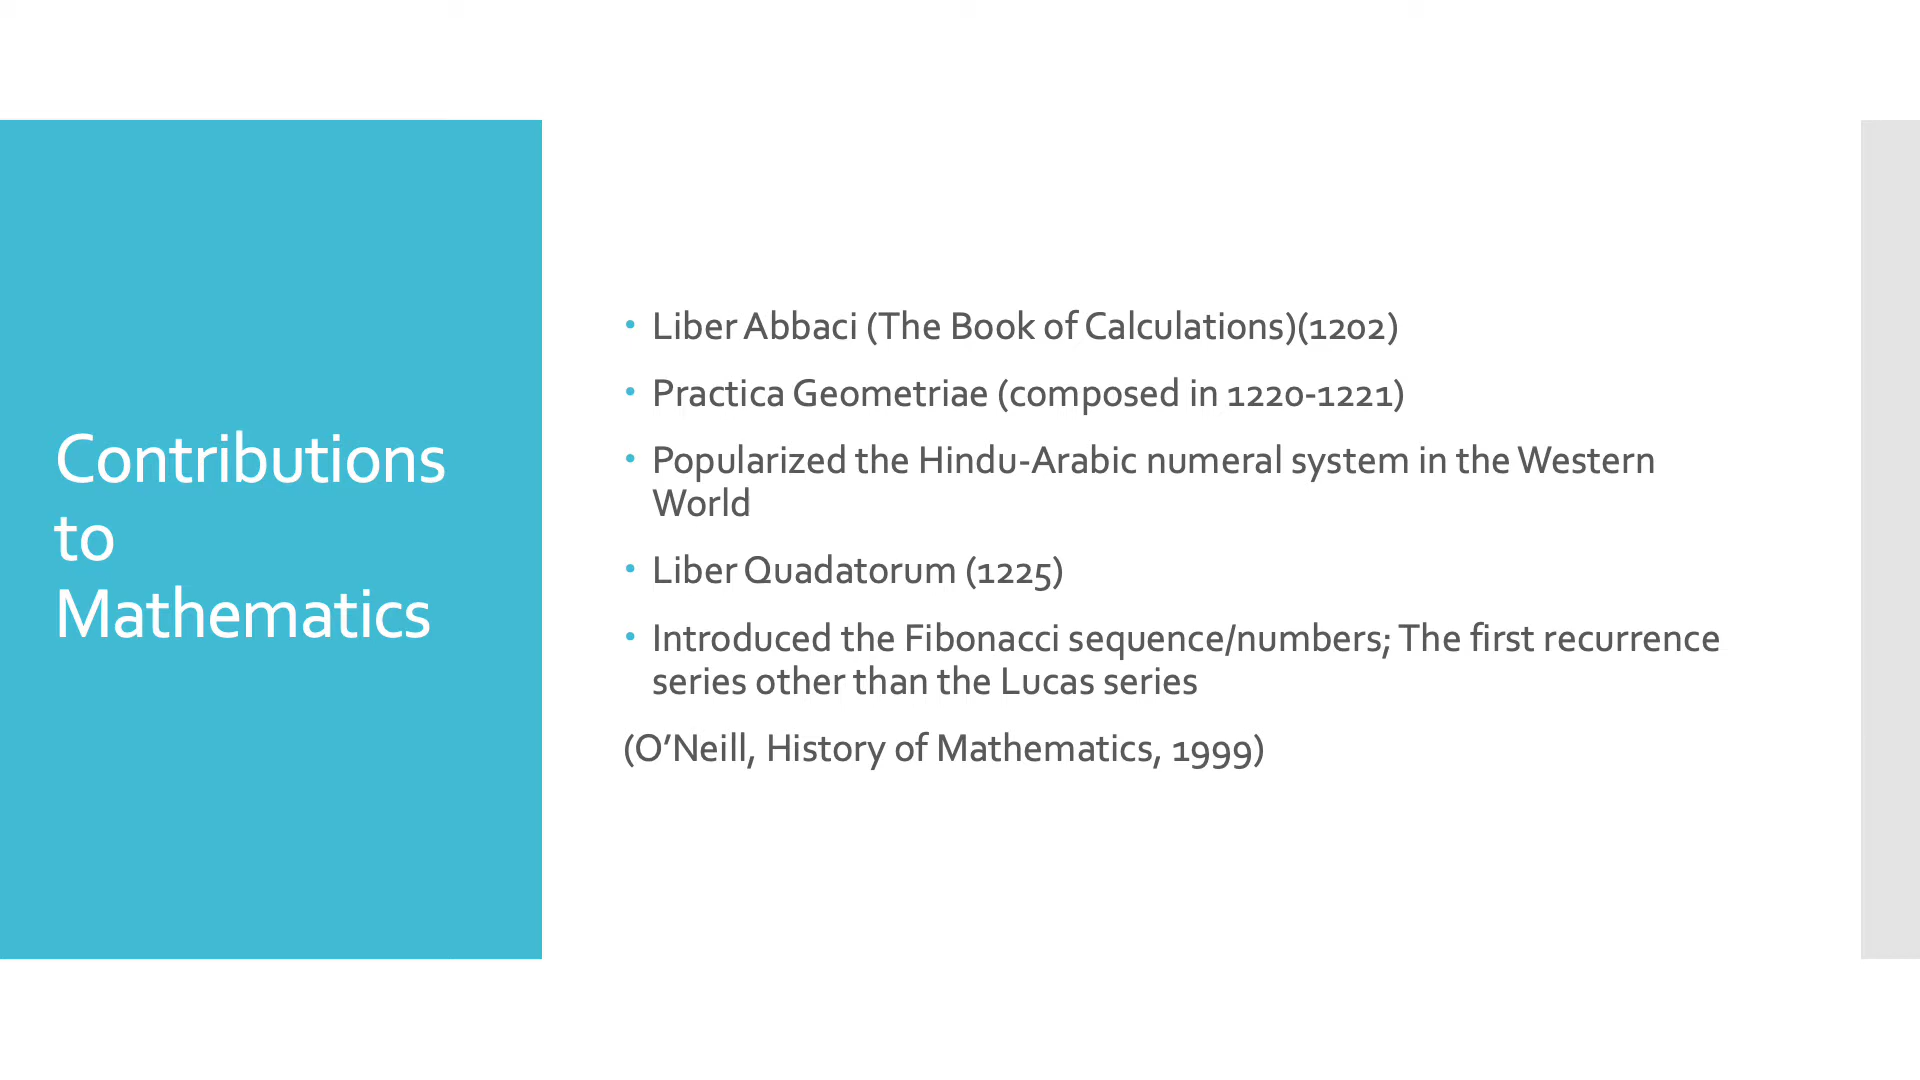 Contributions
to
Mathematics
• Liber Abbaci (The Book of Calculations)(1202)
• Practica Geometriae (composed in 1220-1221)
• Popularized the Hindu-Arabic numeral system in the Western
World
• Liber Quadatorum (1225)
• Introduced the Fibonacci sequence/numbers; The first recurrence
series other than the Lucas series
(O’Neill, History of Mathematics, 1999)